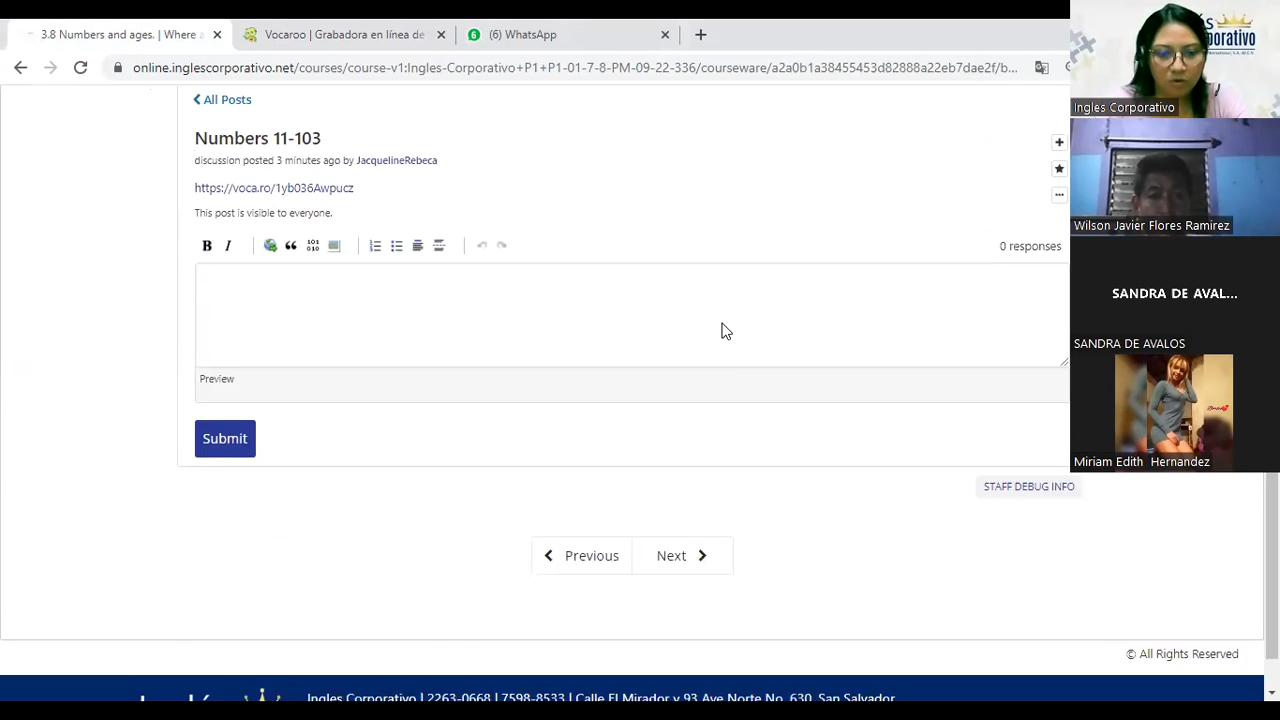 3.8 Numbers and ages. | Where a
Vocaroo | Grabadora en línea de
(6) WhatsApp
online.inglescorporativo.net/courses/course-v1:Ingles-Corporativo+P1+P1-01-7-8-PM-09-22-336/courseware/a2a0b1a38455453d82888a22eb7dae2f/b...
All Posts
Numbers 11-103
discussion posted 3 minutes ago by JacquelineRebeca
https://voca.ro/1yb036Awpucz
This post is visible to everyone.
B I
0 responses
Preview
Submit
STAFF DEBUG INFO
Previous
Next
© All Rights Reserved
Ingles Corporativo | 2263-0668 | 7598-8533 | Calle El Mirador y 93 Ave Norte No. 630, San Salvador
Ingles Corporativo
Wilson Javier Flores Ramirez
SANDRA DE AVAL...
SANDRA DE AVALOS
Miriam Edith Hernandez